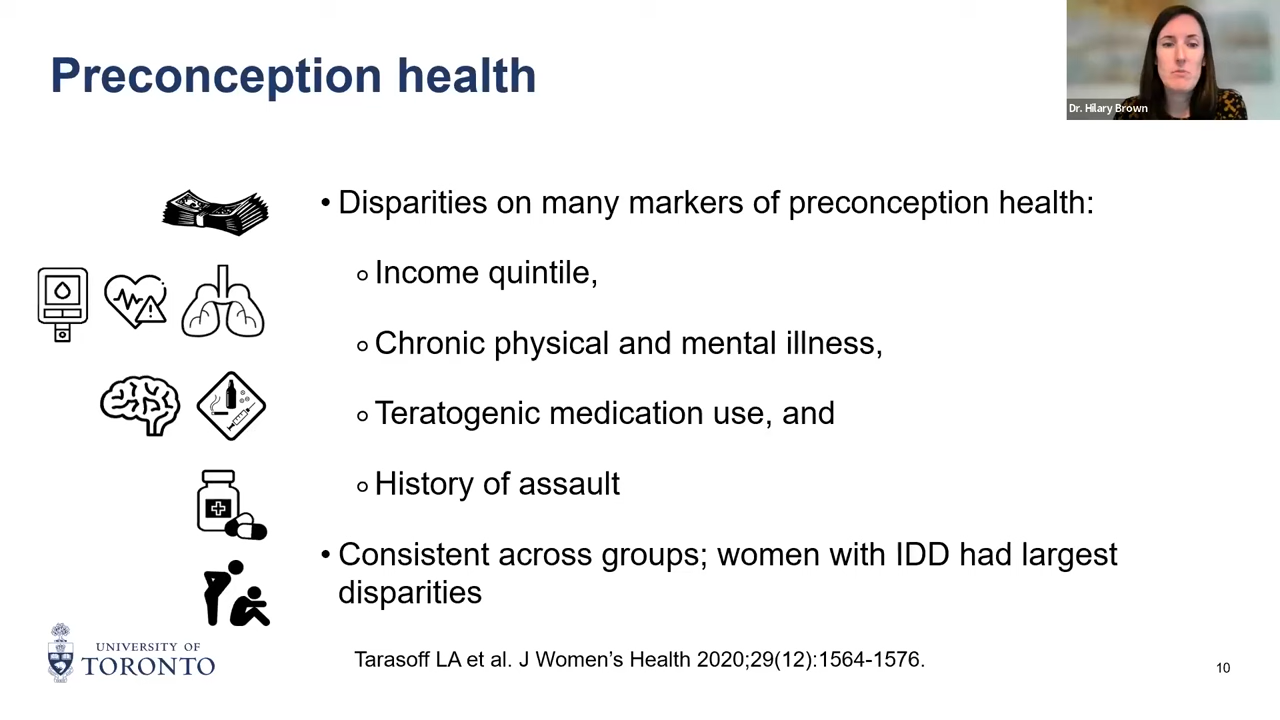 Preconception health
Dr. Hilary Brown
• Disparities on many markers of preconception health:
○ Income quintile,
○ Chronic physical and mental illness,
○ Teratogenic medication use, and
○ History of assault
• Consistent across groups; women with IDD had largest
disparities
UNIVERSITY OF
TORONTO
Tarasoff LA et al. J Women's Health 2020;29(12):1564-1576.
10